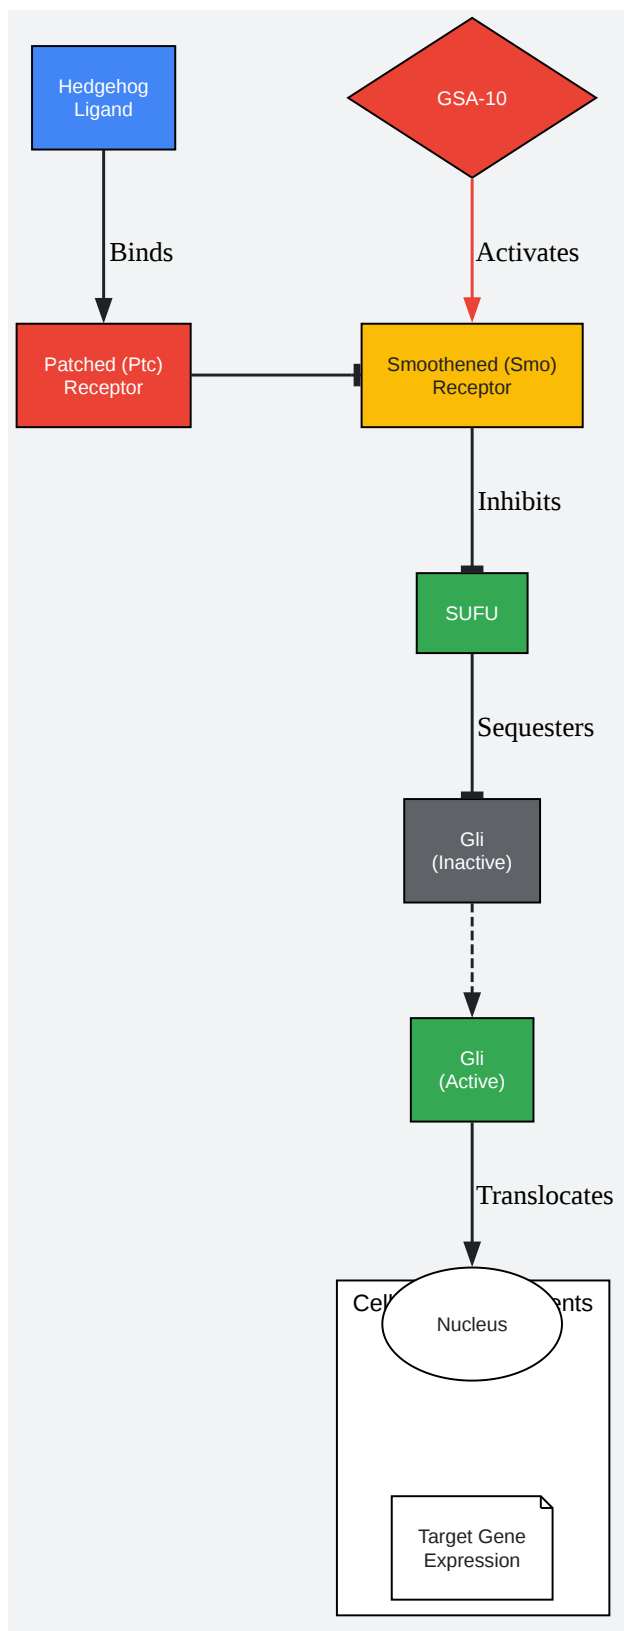 Hedgehog
Ligand
GSA-10
Binds
Activates
Patched (Ptc)
Receptor
Smoothened (Smo)
Receptor
Inhibits
SUFU
Sequesters
Gli
(Inactive)
Gli
(Active)
Translocates
Nucleus
Target Gene
Expression